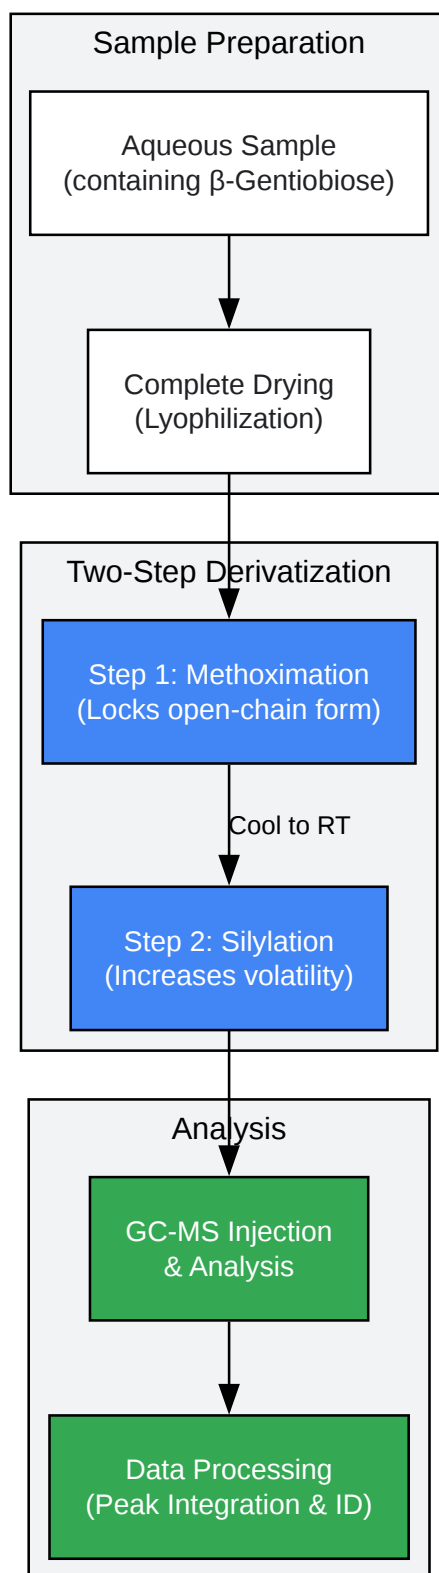 Sample Preparation
Aqueous Sample
(containing β-Gentiobiose)
Complete Drying
(Lyophilization)
Two-Step Derivatization
Step 1: Methoximation
(Locks open-chain form)
Cool to RT
Step 2: Silylation
(Increases volatility)
Analysis
GC-MS Injection
& Analysis
Data Processing
(Peak Integration & ID)